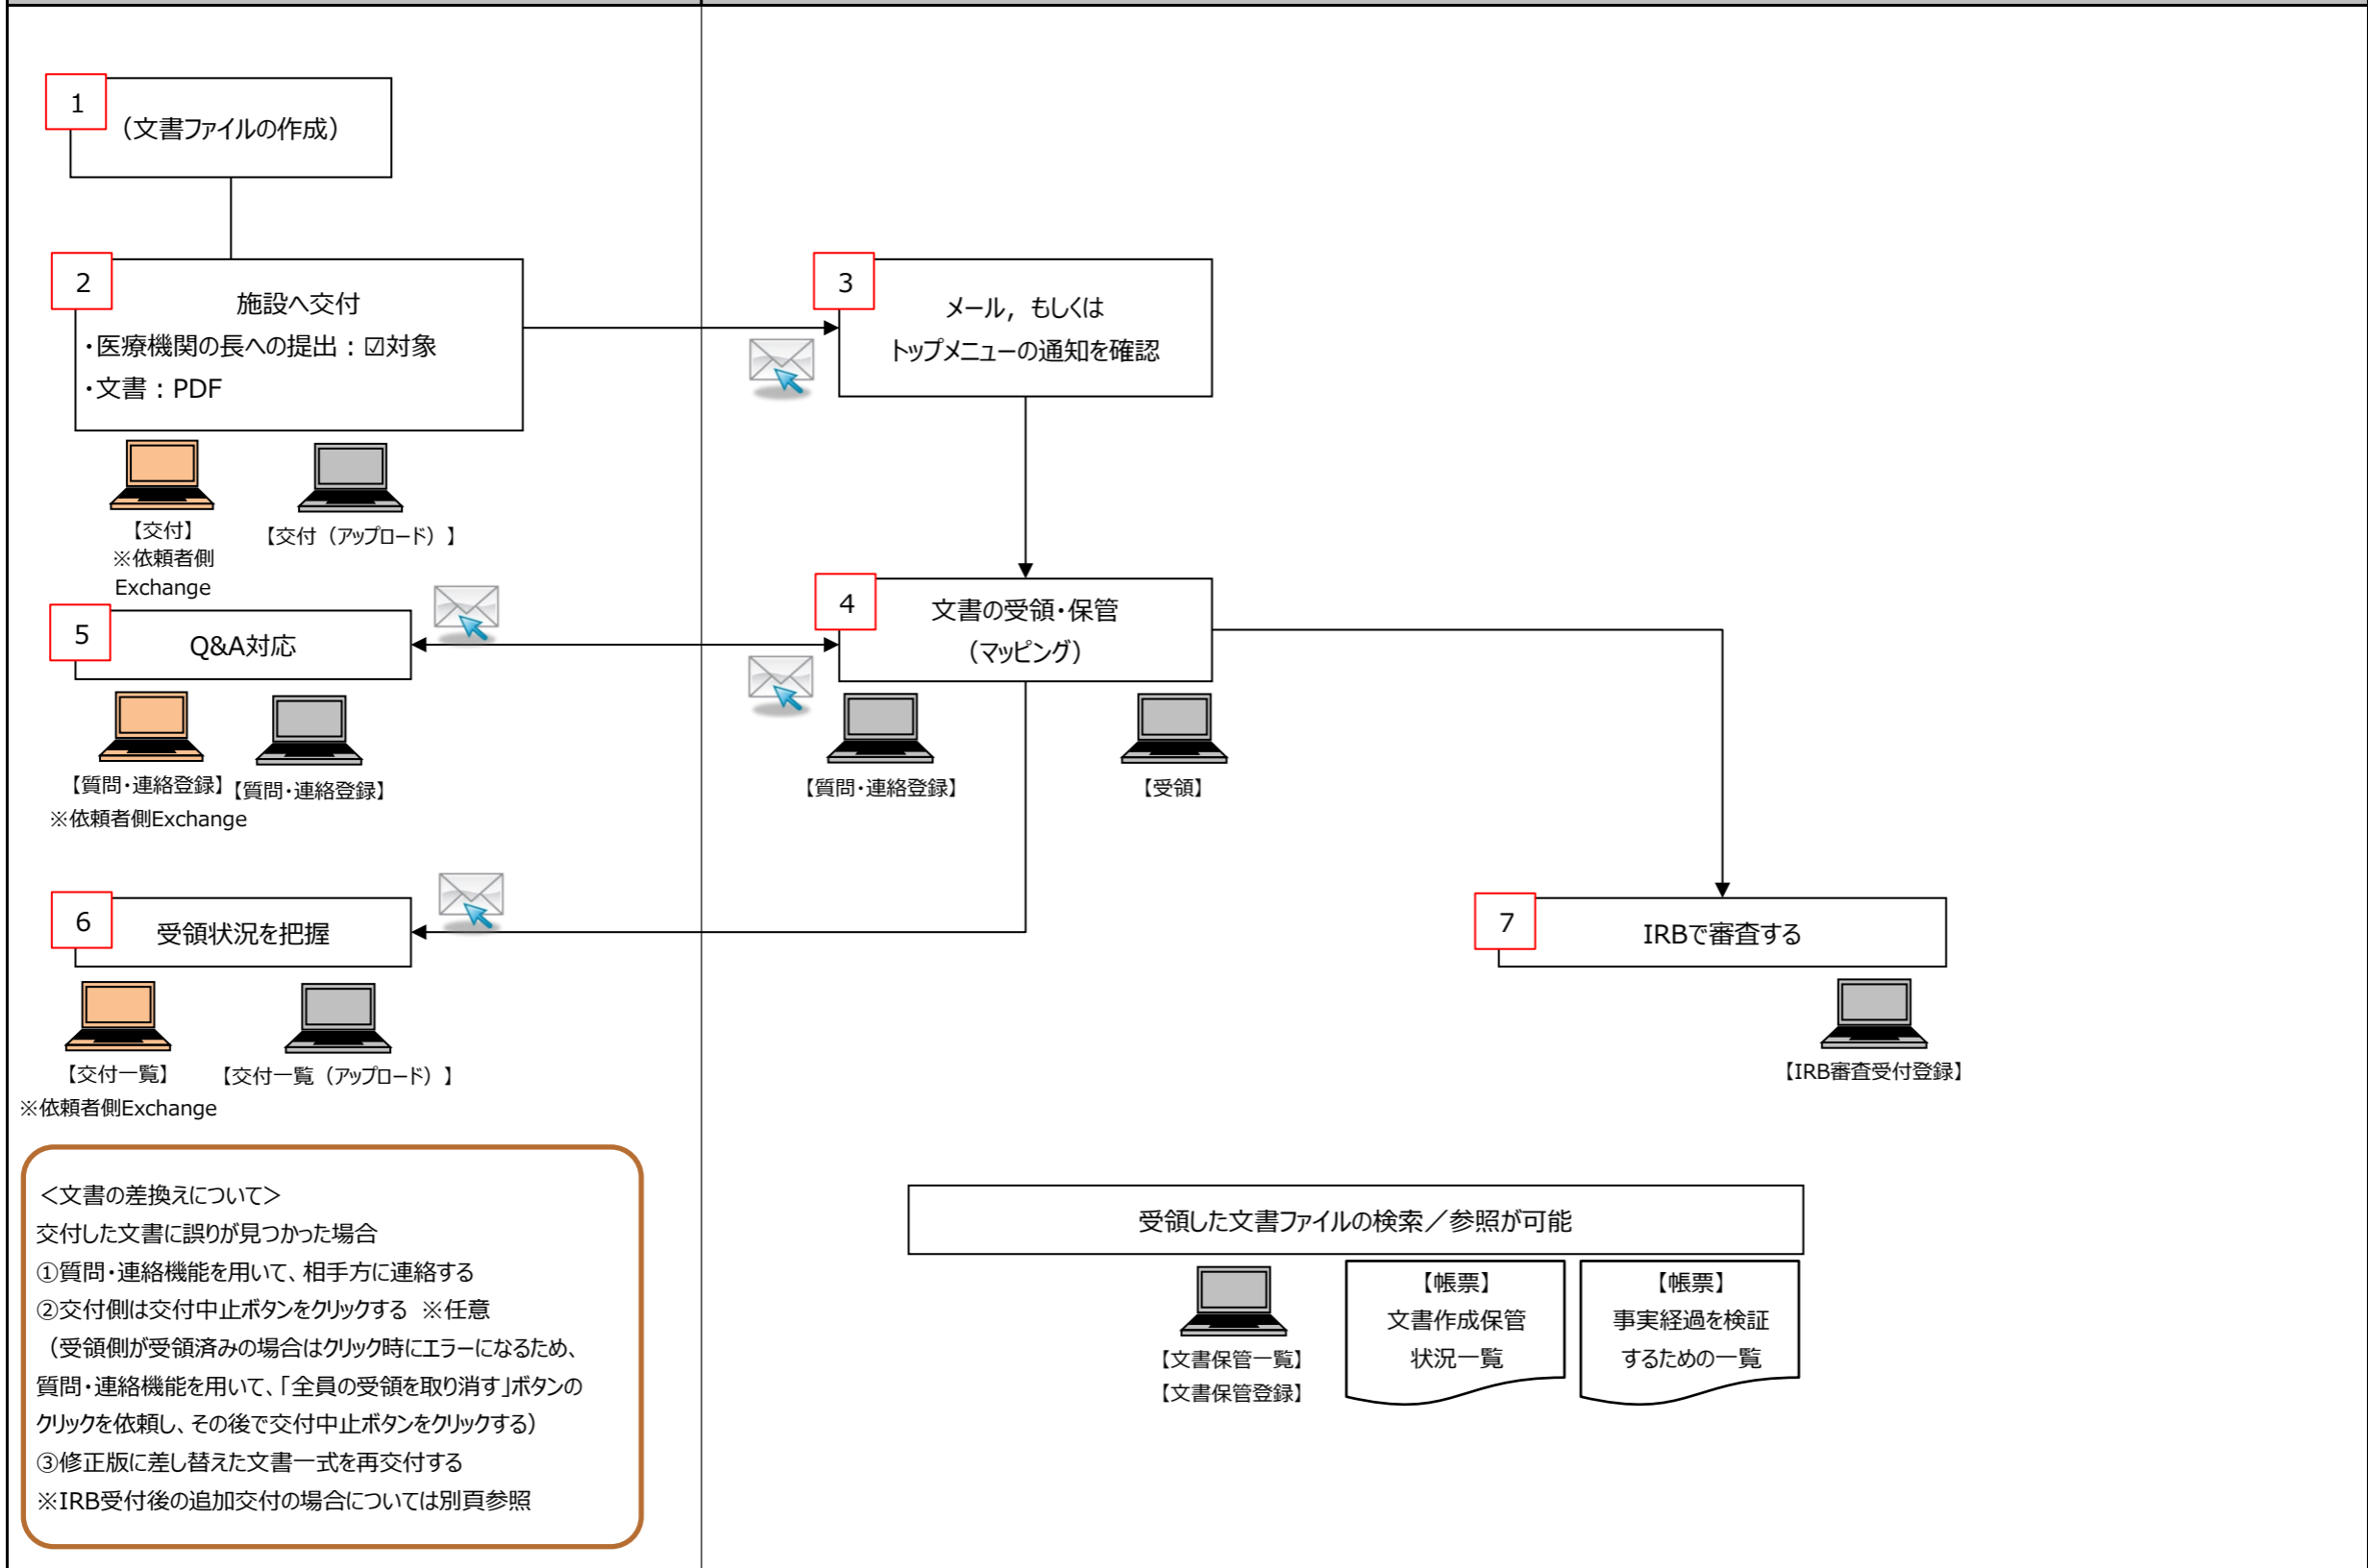 1
（文書ファイルの作成）
2
施設へ交付
・医療機関の長への提出：☑対象
・文書：PDF
【交付】
※依頼者側
Exchange
【交付（アップロード）】
3
メール，もしくは
トップメニューの通知を確認
4
文書の受領・保管
（マッピング）
【質問・連絡登録】
【受領】
5
Q&A対応
【質問・連絡登録】
※依頼者側Exchange
【質問・連絡登録】
6
受領状況を把握
【交付一覧】
※依頼者側Exchange
【交付一覧（アップロード）】
7
IRBで審査する
【IRB審査受付登録】
＜文書の差換えについて＞
交付した文書に誤りが見つかった場合
①質問・連絡機能を用いて、相手方に連絡する
②交付側は交付中止ボタンをクリックする ※任意
（受領側が受領済みの場合はクリック時にエラーになるため、
質問・連絡機能を用いて、「全員の受領を取り消す」ボタンの
クリックを依頼し、その後で交付中止ボタンをクリックする）
③修正版に差し替えた文書一式を再交付する
※IRB受付後の追加交付の場合については別頁参照
受領した文書ファイルの検索／参照が可能
【文書保管一覧】
【文書保管登録】
【帳票】
文書作成保管
状況一覧
【帳票】
事実経過を検証
するための一覧